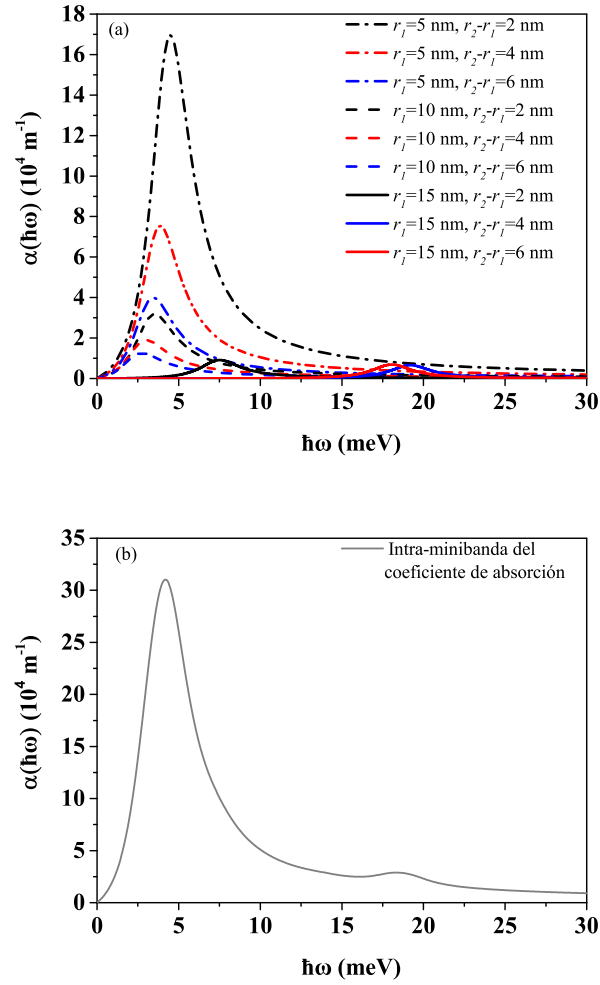 (a)
18
16
14
12
10
8
6
4
2
0
α(ħω) (10⁴ m⁻¹)
r₁=5 nm, r₂-r₁=2 nm
r₁=5 nm, r₂-r₁=4 nm
r₁=5 nm, r₂-r₁=6 nm
r₁=10 nm, r₂-r₁=2 nm
r₁=10 nm, r₂-r₁=4 nm
r₁=10 nm, r₂-r₁=6 nm
r₁=15 nm, r₂-r₁=2 nm
r₁=15 nm, r₂-r₁=4 nm
r₁=15 nm, r₂-r₁=6 nm
0 5 10 15 20 25 30
ħω (meV)
(b)
35
30
25
20
15
10
5
0
α(ħω) (10⁴ m⁻¹)
Intra-minibanda del
coeficiente de absorción
0 5 10 15 20 25 30
ħω (meV)